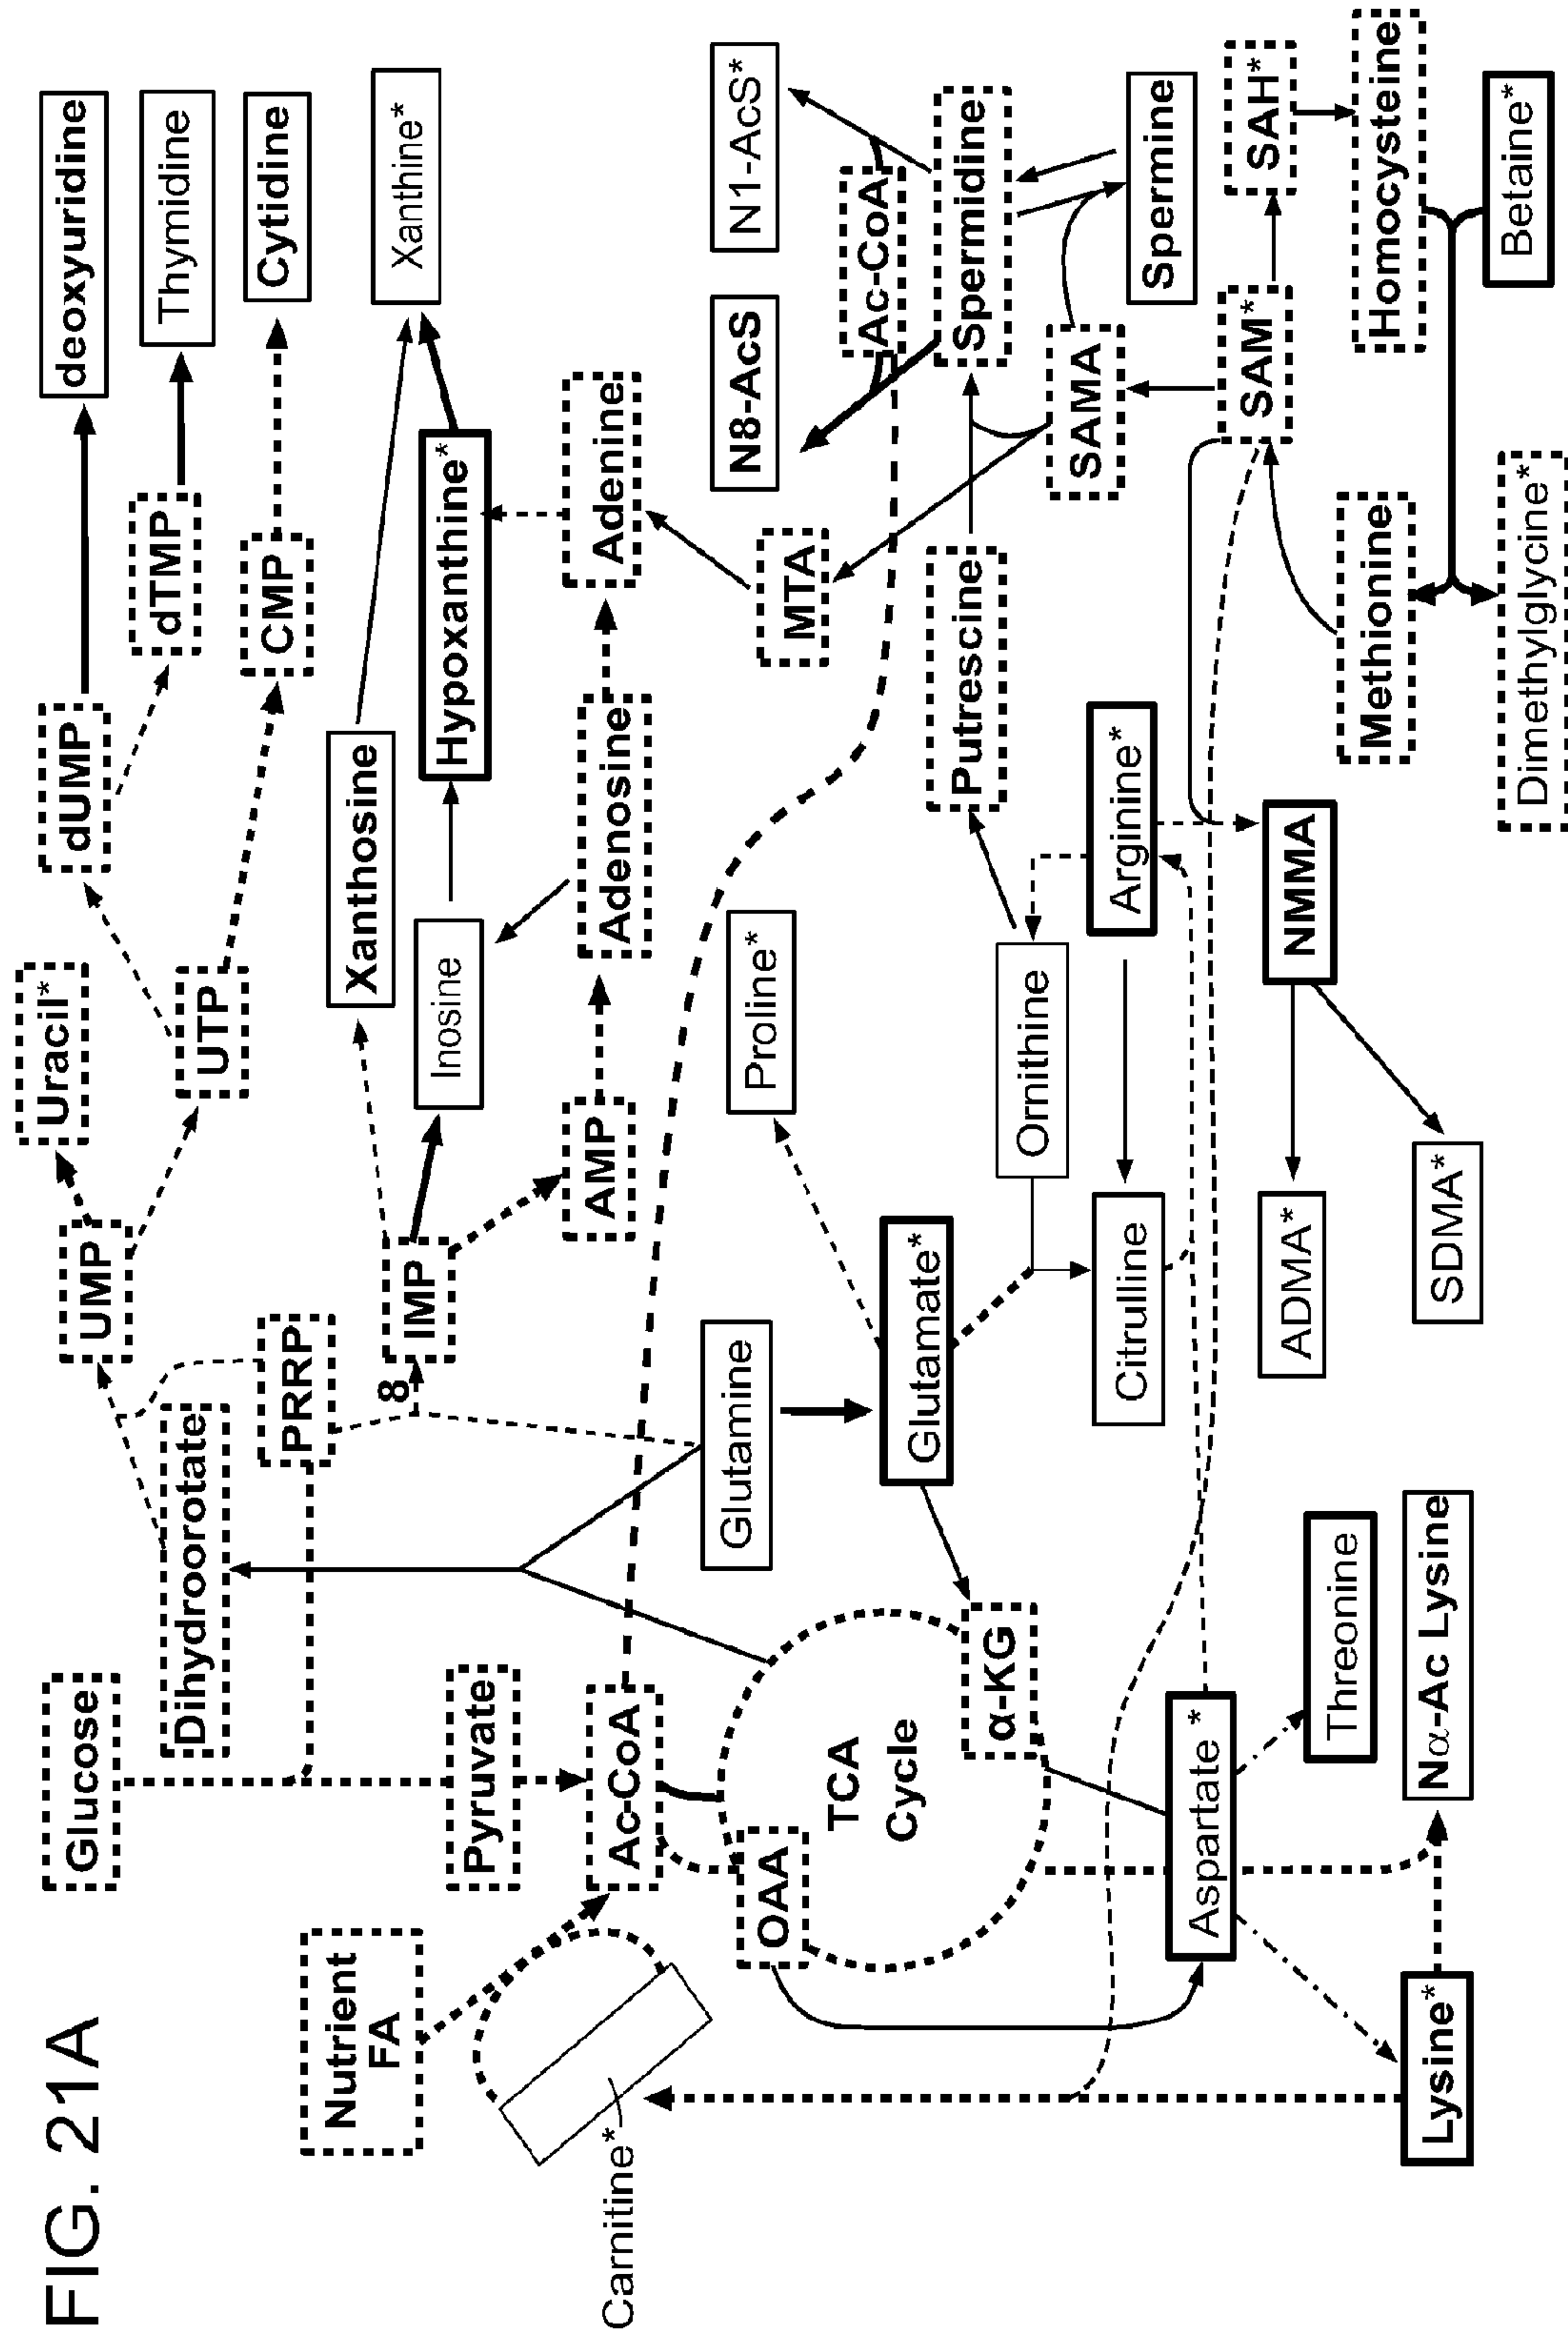 FIG. 21A
Glucose
Dihydroorotate
PRRP
UMP
Uracil*
UTP
dUMP
deoxyuridine
dTMP
Thymidine
CMP
Cytidine
Nutrient
FA
Pyruvate
8
IMP
Xanthosine
Xanthine*
Inosine
Hypoxanthine*
AMP
Adenosine
Adenine
Carnitine*
Ac-CoA
Glutamine
Proline*
MTA
N8-AcS
N1-AcS*
OAA
TCA
Cycle
Glutamate*
Ac-CoA
α-KG
Ornithine
Putrescine
Spermidine
Aspartate*
Citrulline
Arginine*
SAMA
Spermine
Threonine
ADMA*
NMMA
SAM*
SAH*
Lysine*
Nα-Ac Lysine
SDMA*
Methionine
Homocysteine
Dimethylglycine*
Betaine*